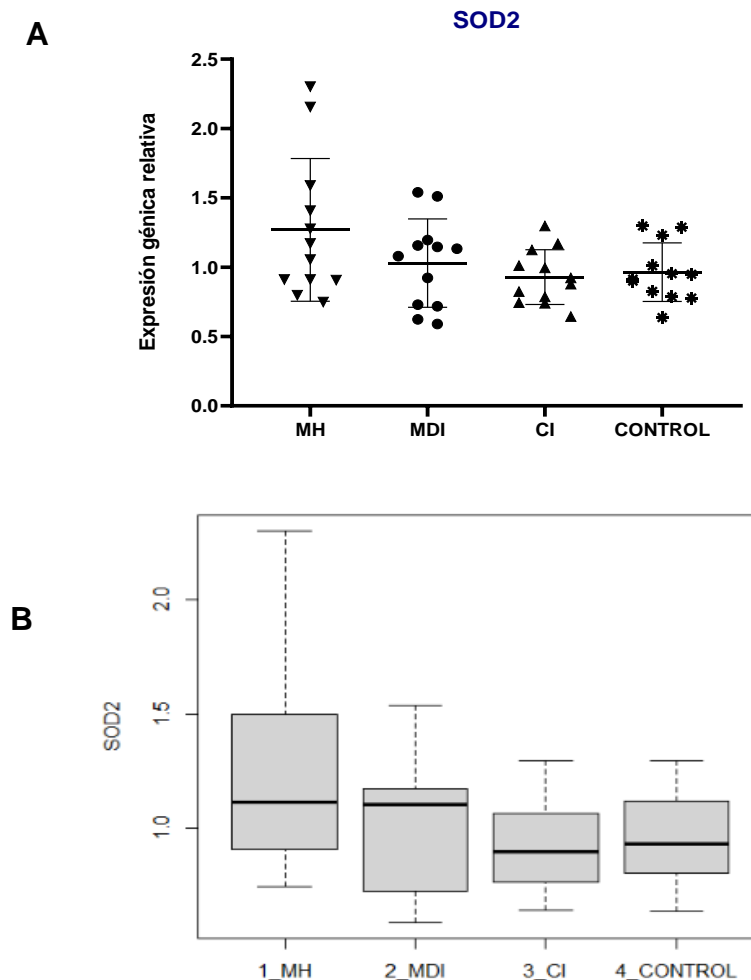 A
SOD2
Expresión génica relativa
2.5
2.0
1.5
1.0
0.5
0.0
MH MDI CI CONTROL
B
SOD2
2.0
1.5
1.0
1_MH 2_MDI 3_CI 4_CONTROL